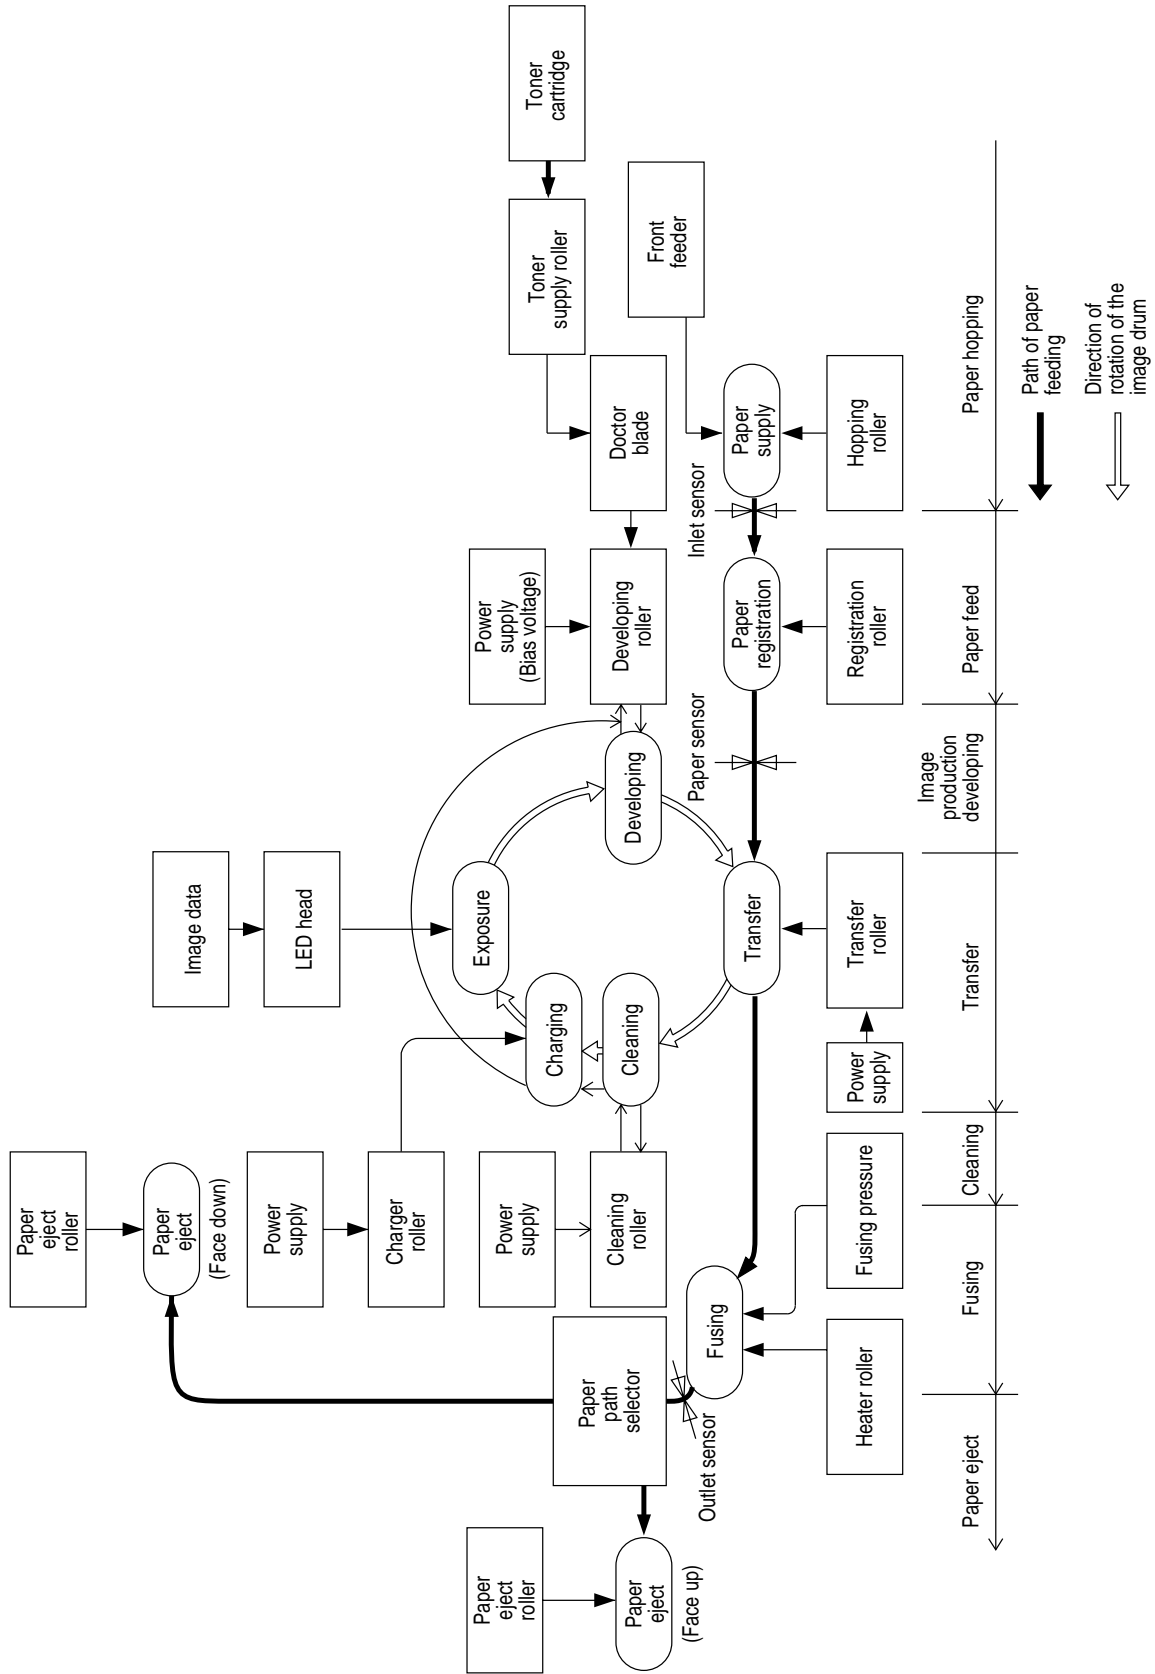 Paper
eject
roller
Paper
eject
(Face down)
Power
supply
Charger
roller
Power
supply
Cleaning
roller
Image data
LED head
Exposure
Charging
Cleaning
Developing
Transfer
Power
supply
(Bias voltage)
Developing
roller
Doctor
blade
Toner
supply roller
Toner
cartridge
Front
feeder
Paper
supply
Hopping
roller
Inlet sensor
Paper
registration
Registration
roller
Paper sensor
Transfer
roller
Power
supply
Fusing pressure
Heater roller
Fusing
Outlet sensor
Paper
path
selector
Paper
eject
roller
Paper
eject
(Face up)
Paper eject
Fusing
Cleaning
Transfer
Image
production
developing
Paper feed
Paper hopping
Path of paper
feeding
Direction of
rotation of the
image drum